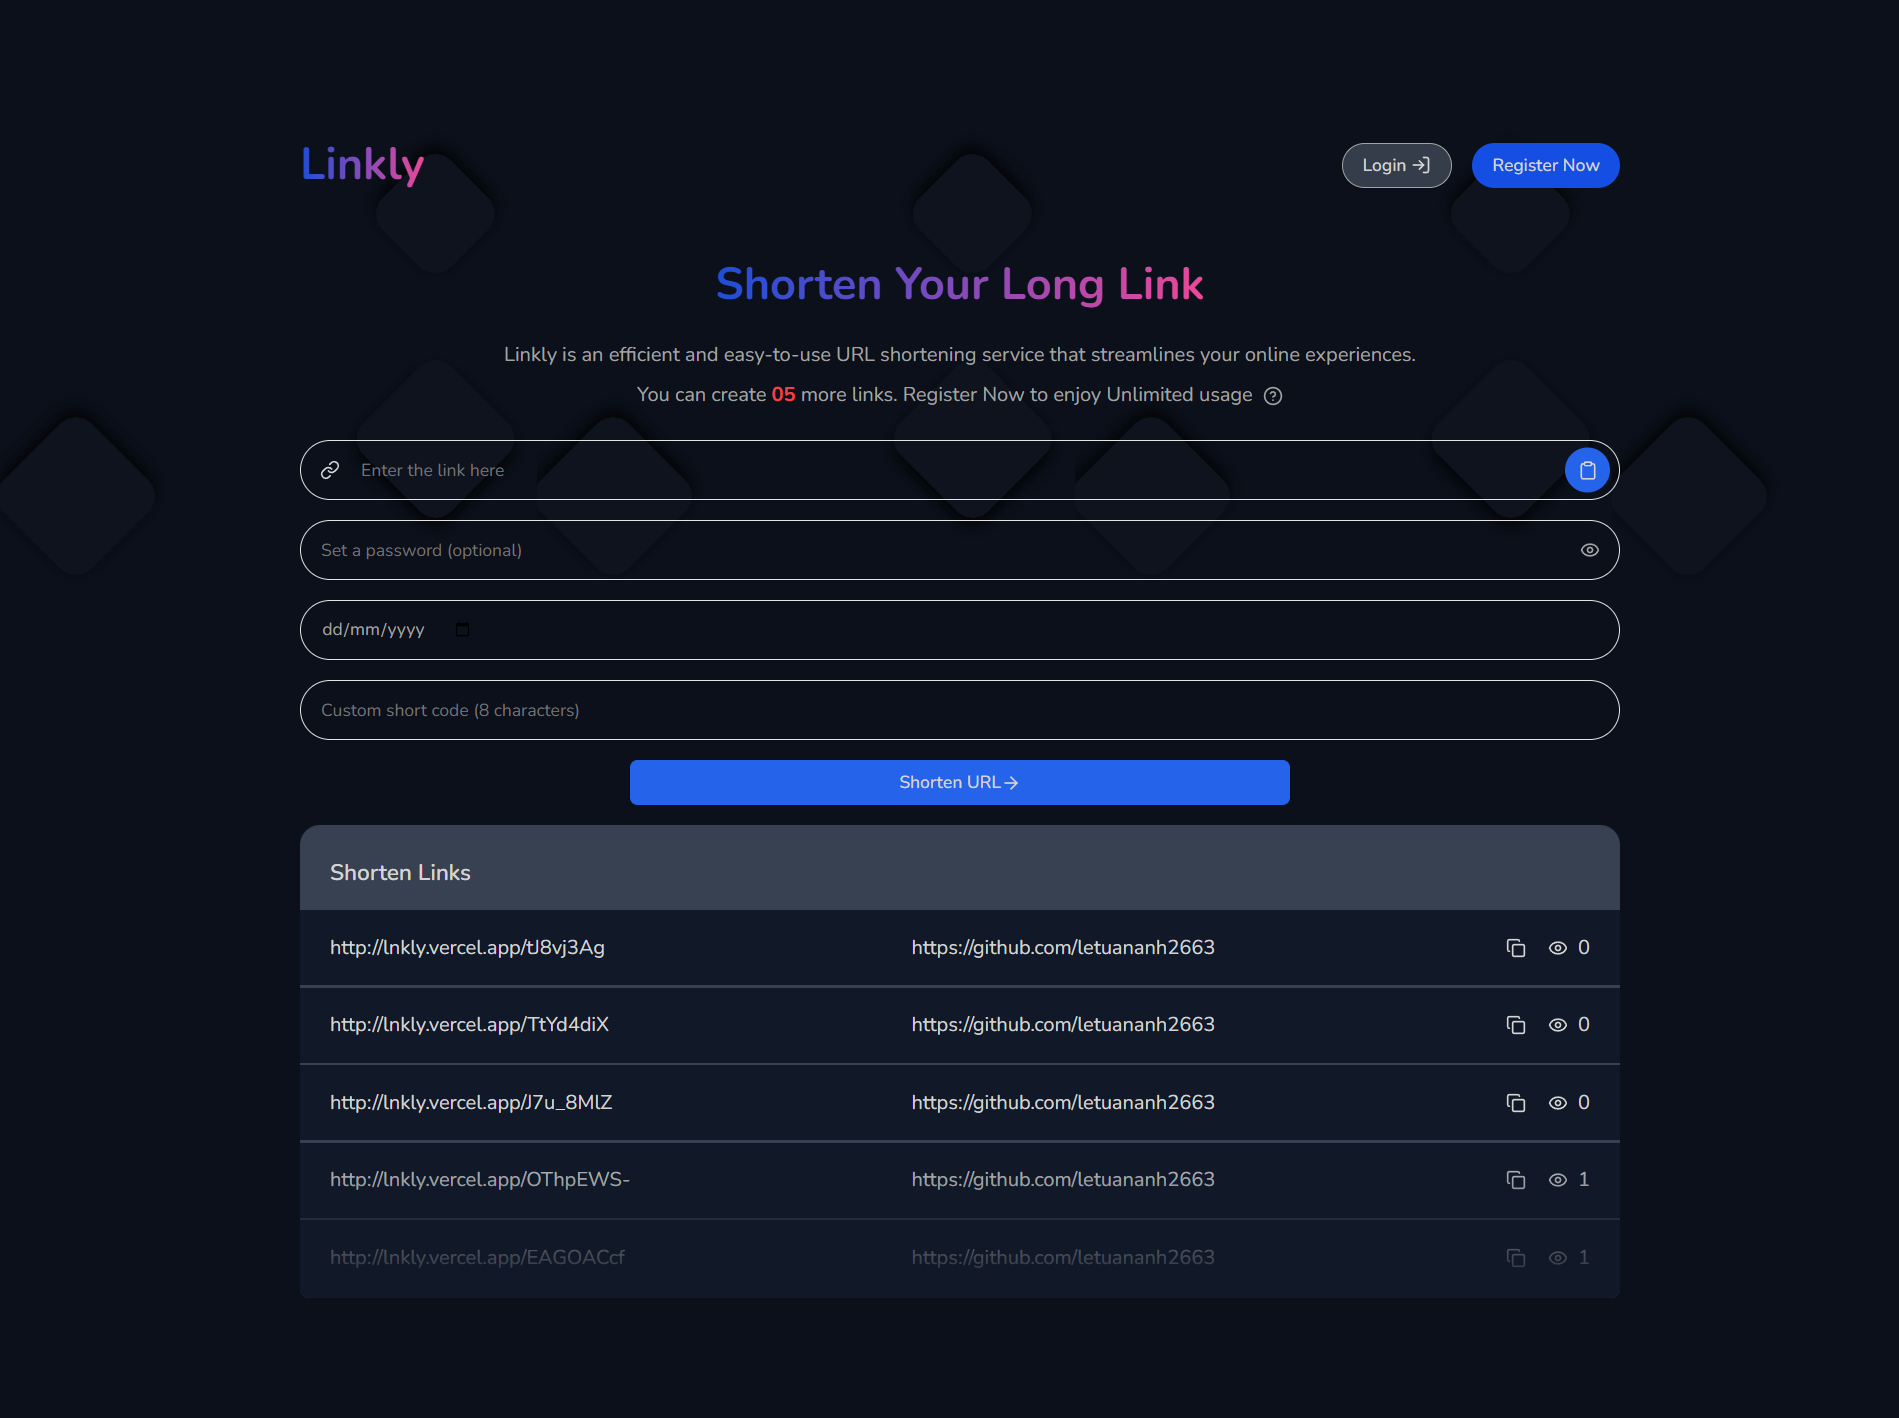 Linkly
Login
Register Now
Shorten Your Long Link
Linkly is an efficient and easy-to-use URL shortening service that streamlines your online experiences.
You can create 05 more links. Register Now to enjoy Unlimited usage
Enter the link here
Set a password (optional)
dd/mm/yyyy
Custom short code (8 characters)
Shorten URL
Shorten Links
http://lnkly.vercel.app/tJ8vj3Ag https://github.com/letuananh2663 0
http://lnkly.vercel.app/TtYd4diX https://github.com/letuananh2663 0
http://lnkly.vercel.app/J7u_8MlZ https://github.com/letuananh2663 0
http://lnkly.vercel.app/OThpEWS- https://github.com/letuananh2663 1
http://lnkly.vercel.app/EAGOACcf https://github.com/letuananh2663 1